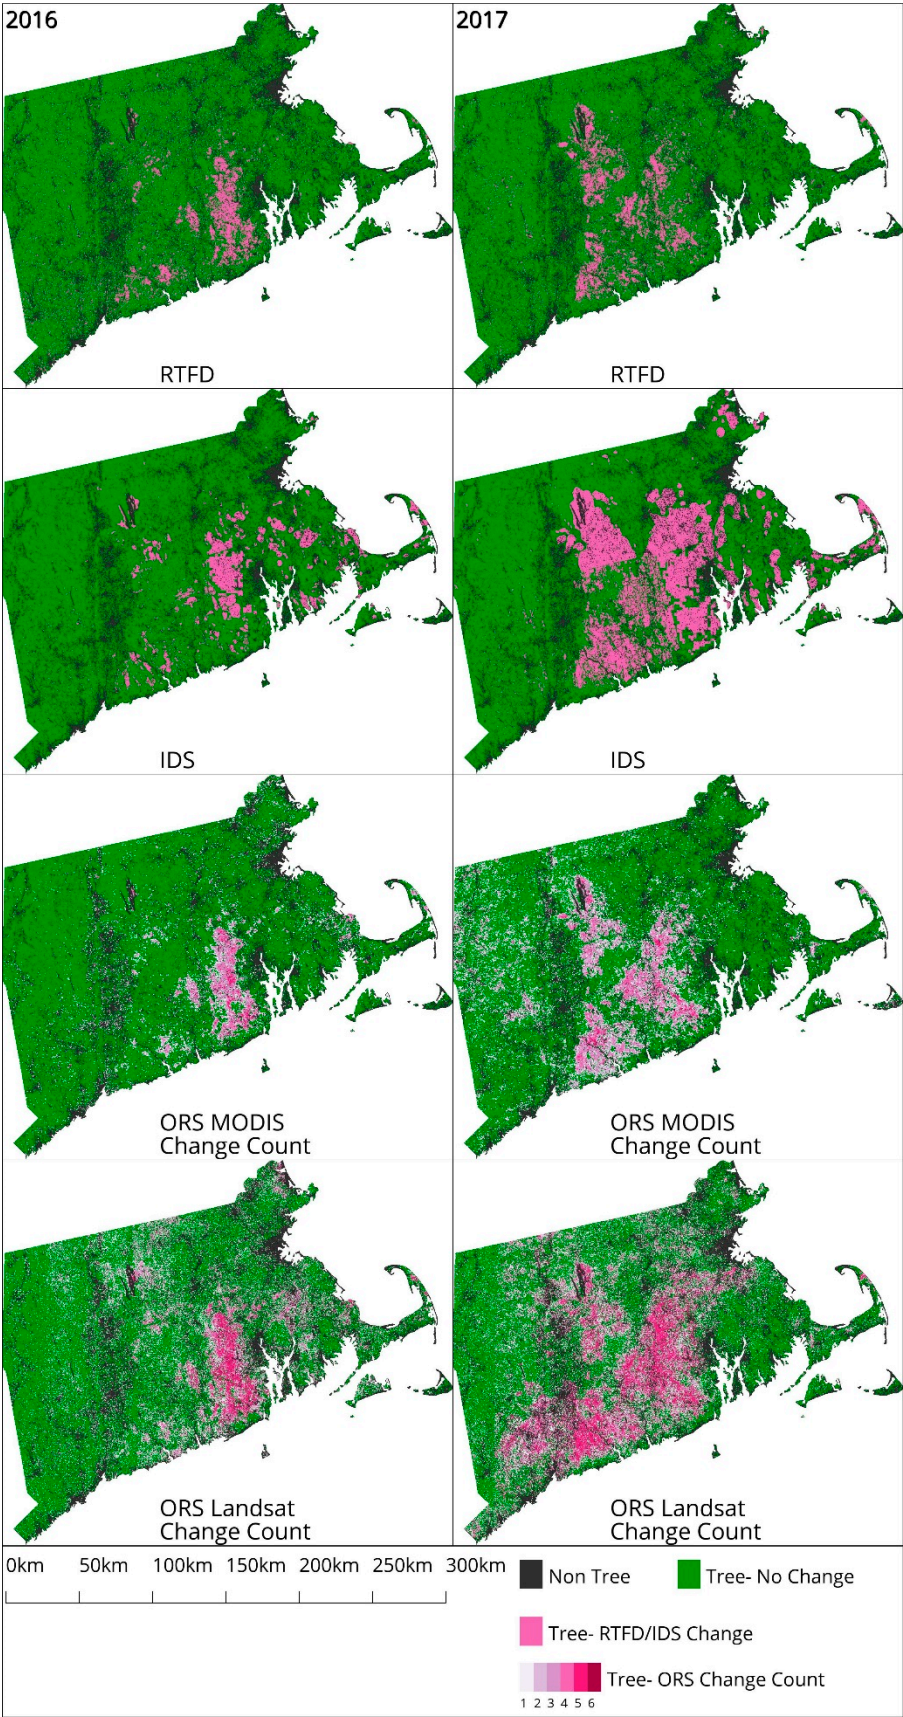 2016
2017
RTFD
RTFD
IDS
IDS
ORS MODIS
Change Count
ORS MODIS
Change Count
ORS Landsat
Change Count
ORS Landsat
Change Count
0km 50km 100km 150km 200km 250km 300km
Non Tree
Tree- No Change
Tree- RTFD/IDS Change
Tree- ORS Change Count
1 2 3 4 5 6